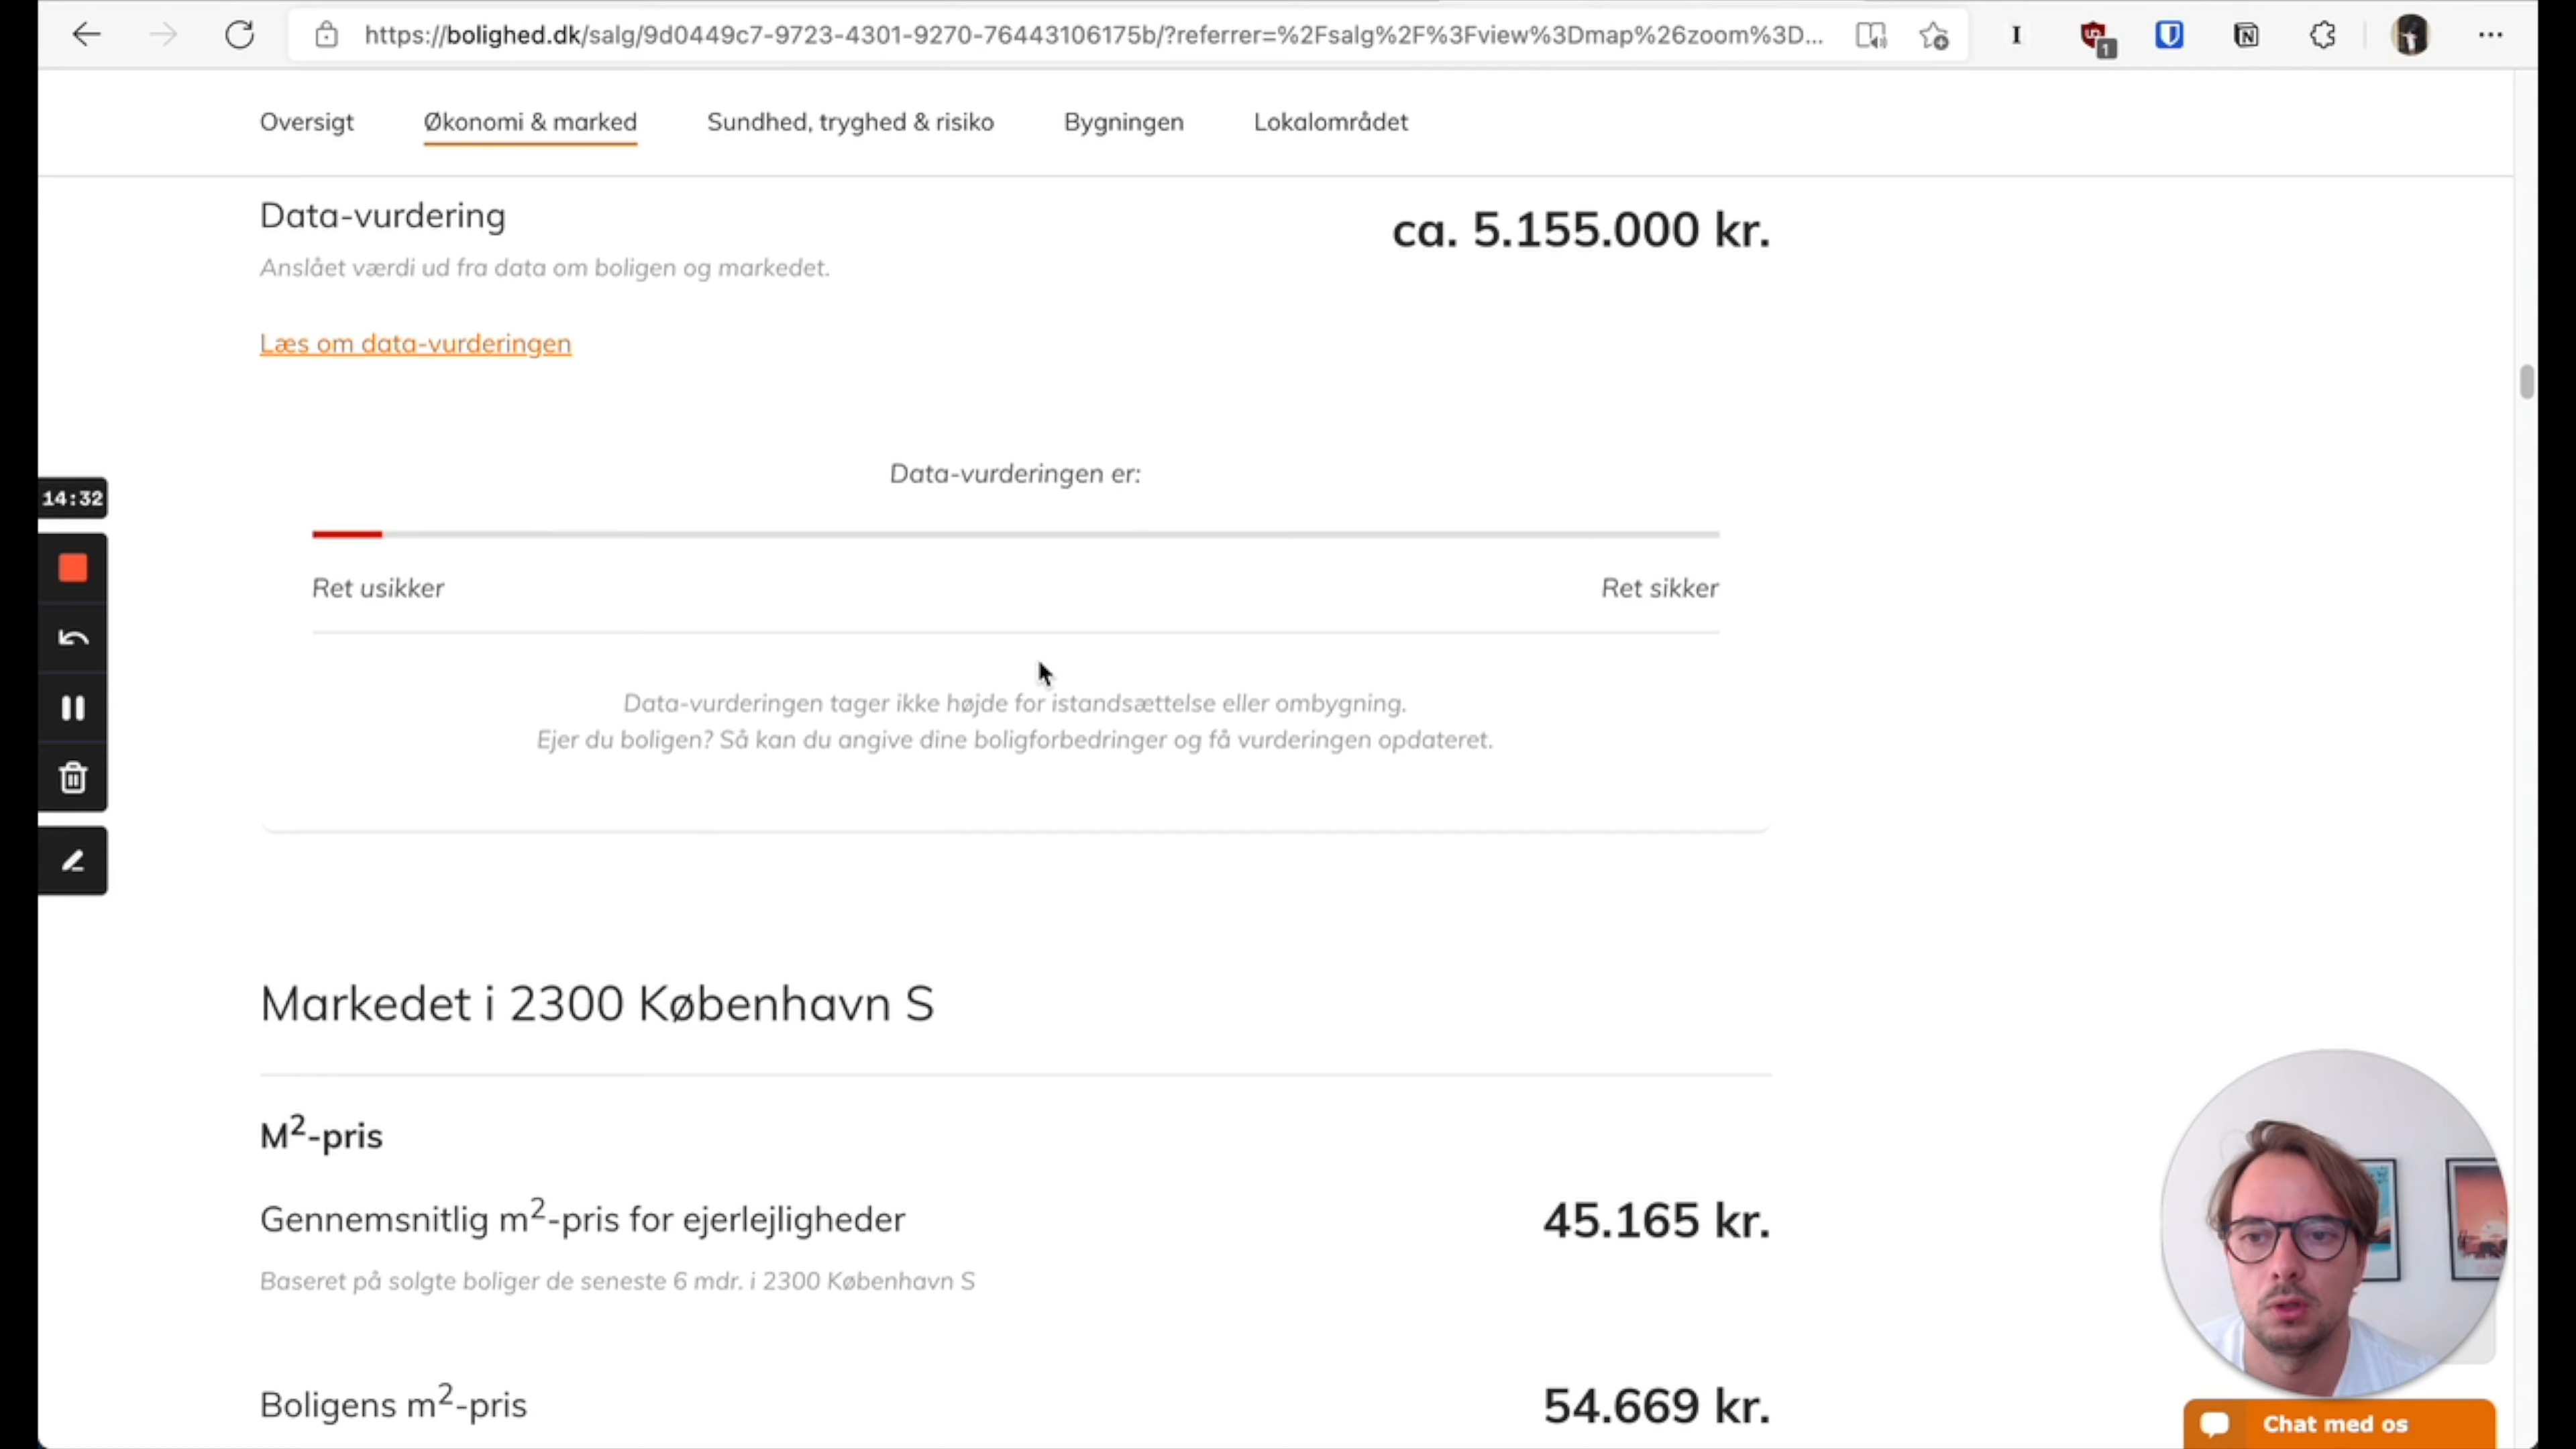 https://bolighed.dk/salg/9d0449c7-9723-4301-9270-76443106175b/?referrer=%2Fsalg%2F%3Fview%3Dmap%26zoom%3D...
1
Oversigt Økonomi & marked Sundhed, tryghed & risiko Bygningen Lokalområdet
Data-vurdering
ca. 5.155.000 kr.
Anslået værdi ud fra data om boligen og markedet.
Læs om data-vurderingen
Data-vurderingen er:
14:32
Ret usikker Ret sikker
Data-vurderingen tager ikke højde for istandsættelse eller ombygning.
Ejer du boligen? Så kan du angive dine boligforbedringer og få vurderingen opdateret.
Markedet i 2300 København S
M²-pris
Gennemsnitlig m²-pris for ejerlejligheder 45.165 kr.
Baseret på solgte boliger de seneste 6 mdr. i 2300 København S
Boligens m²-pris 54.669 kr.
Chat med os